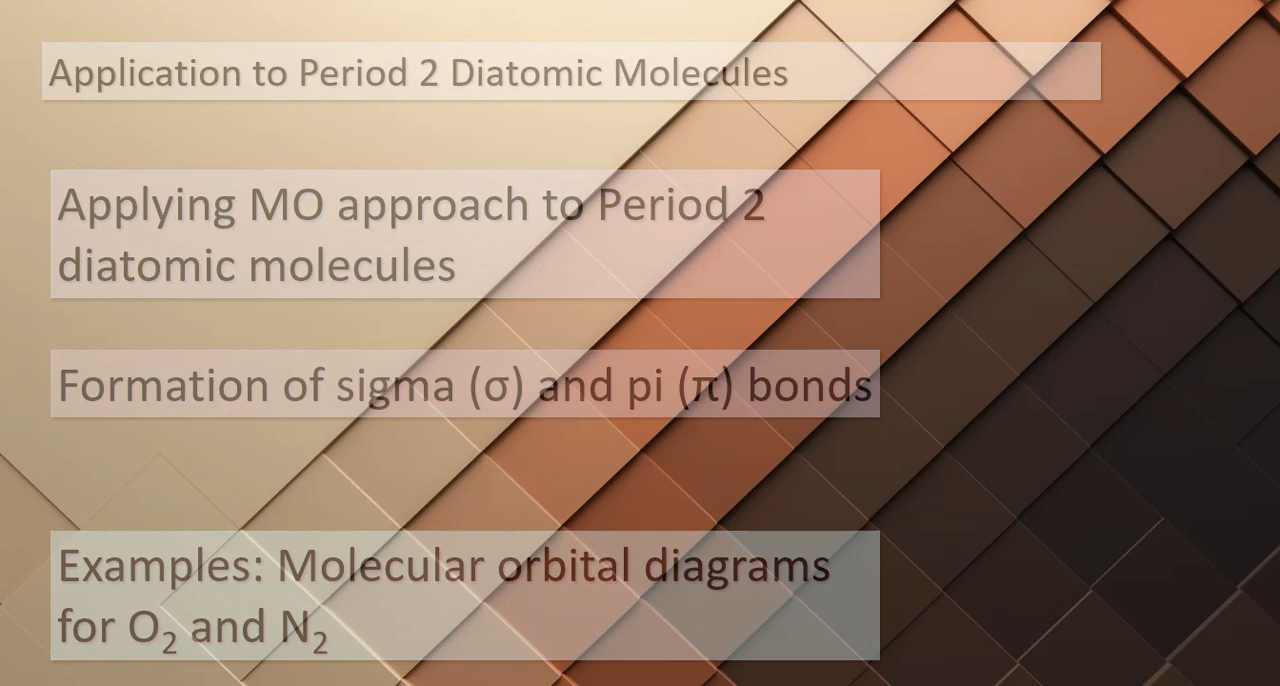 Application to Period 2 Diatomic Molecules
Applying MO approach to Period 2
diatomic molecules
Formation of sigma (σ) and pi (π) bonds
Examples: Molecular orbital diagrams
for O₂ and N₂